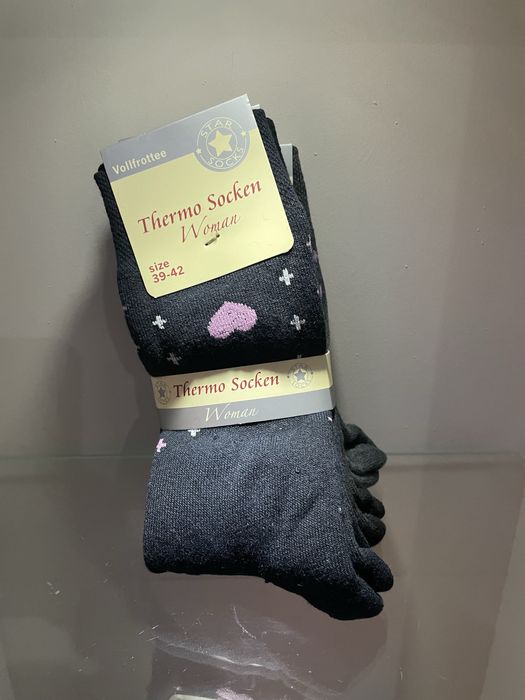 Vollfrottee
STAR
SOCKS
Thermo Socken
Woman
size
39-42
Thermo Socken
Woman